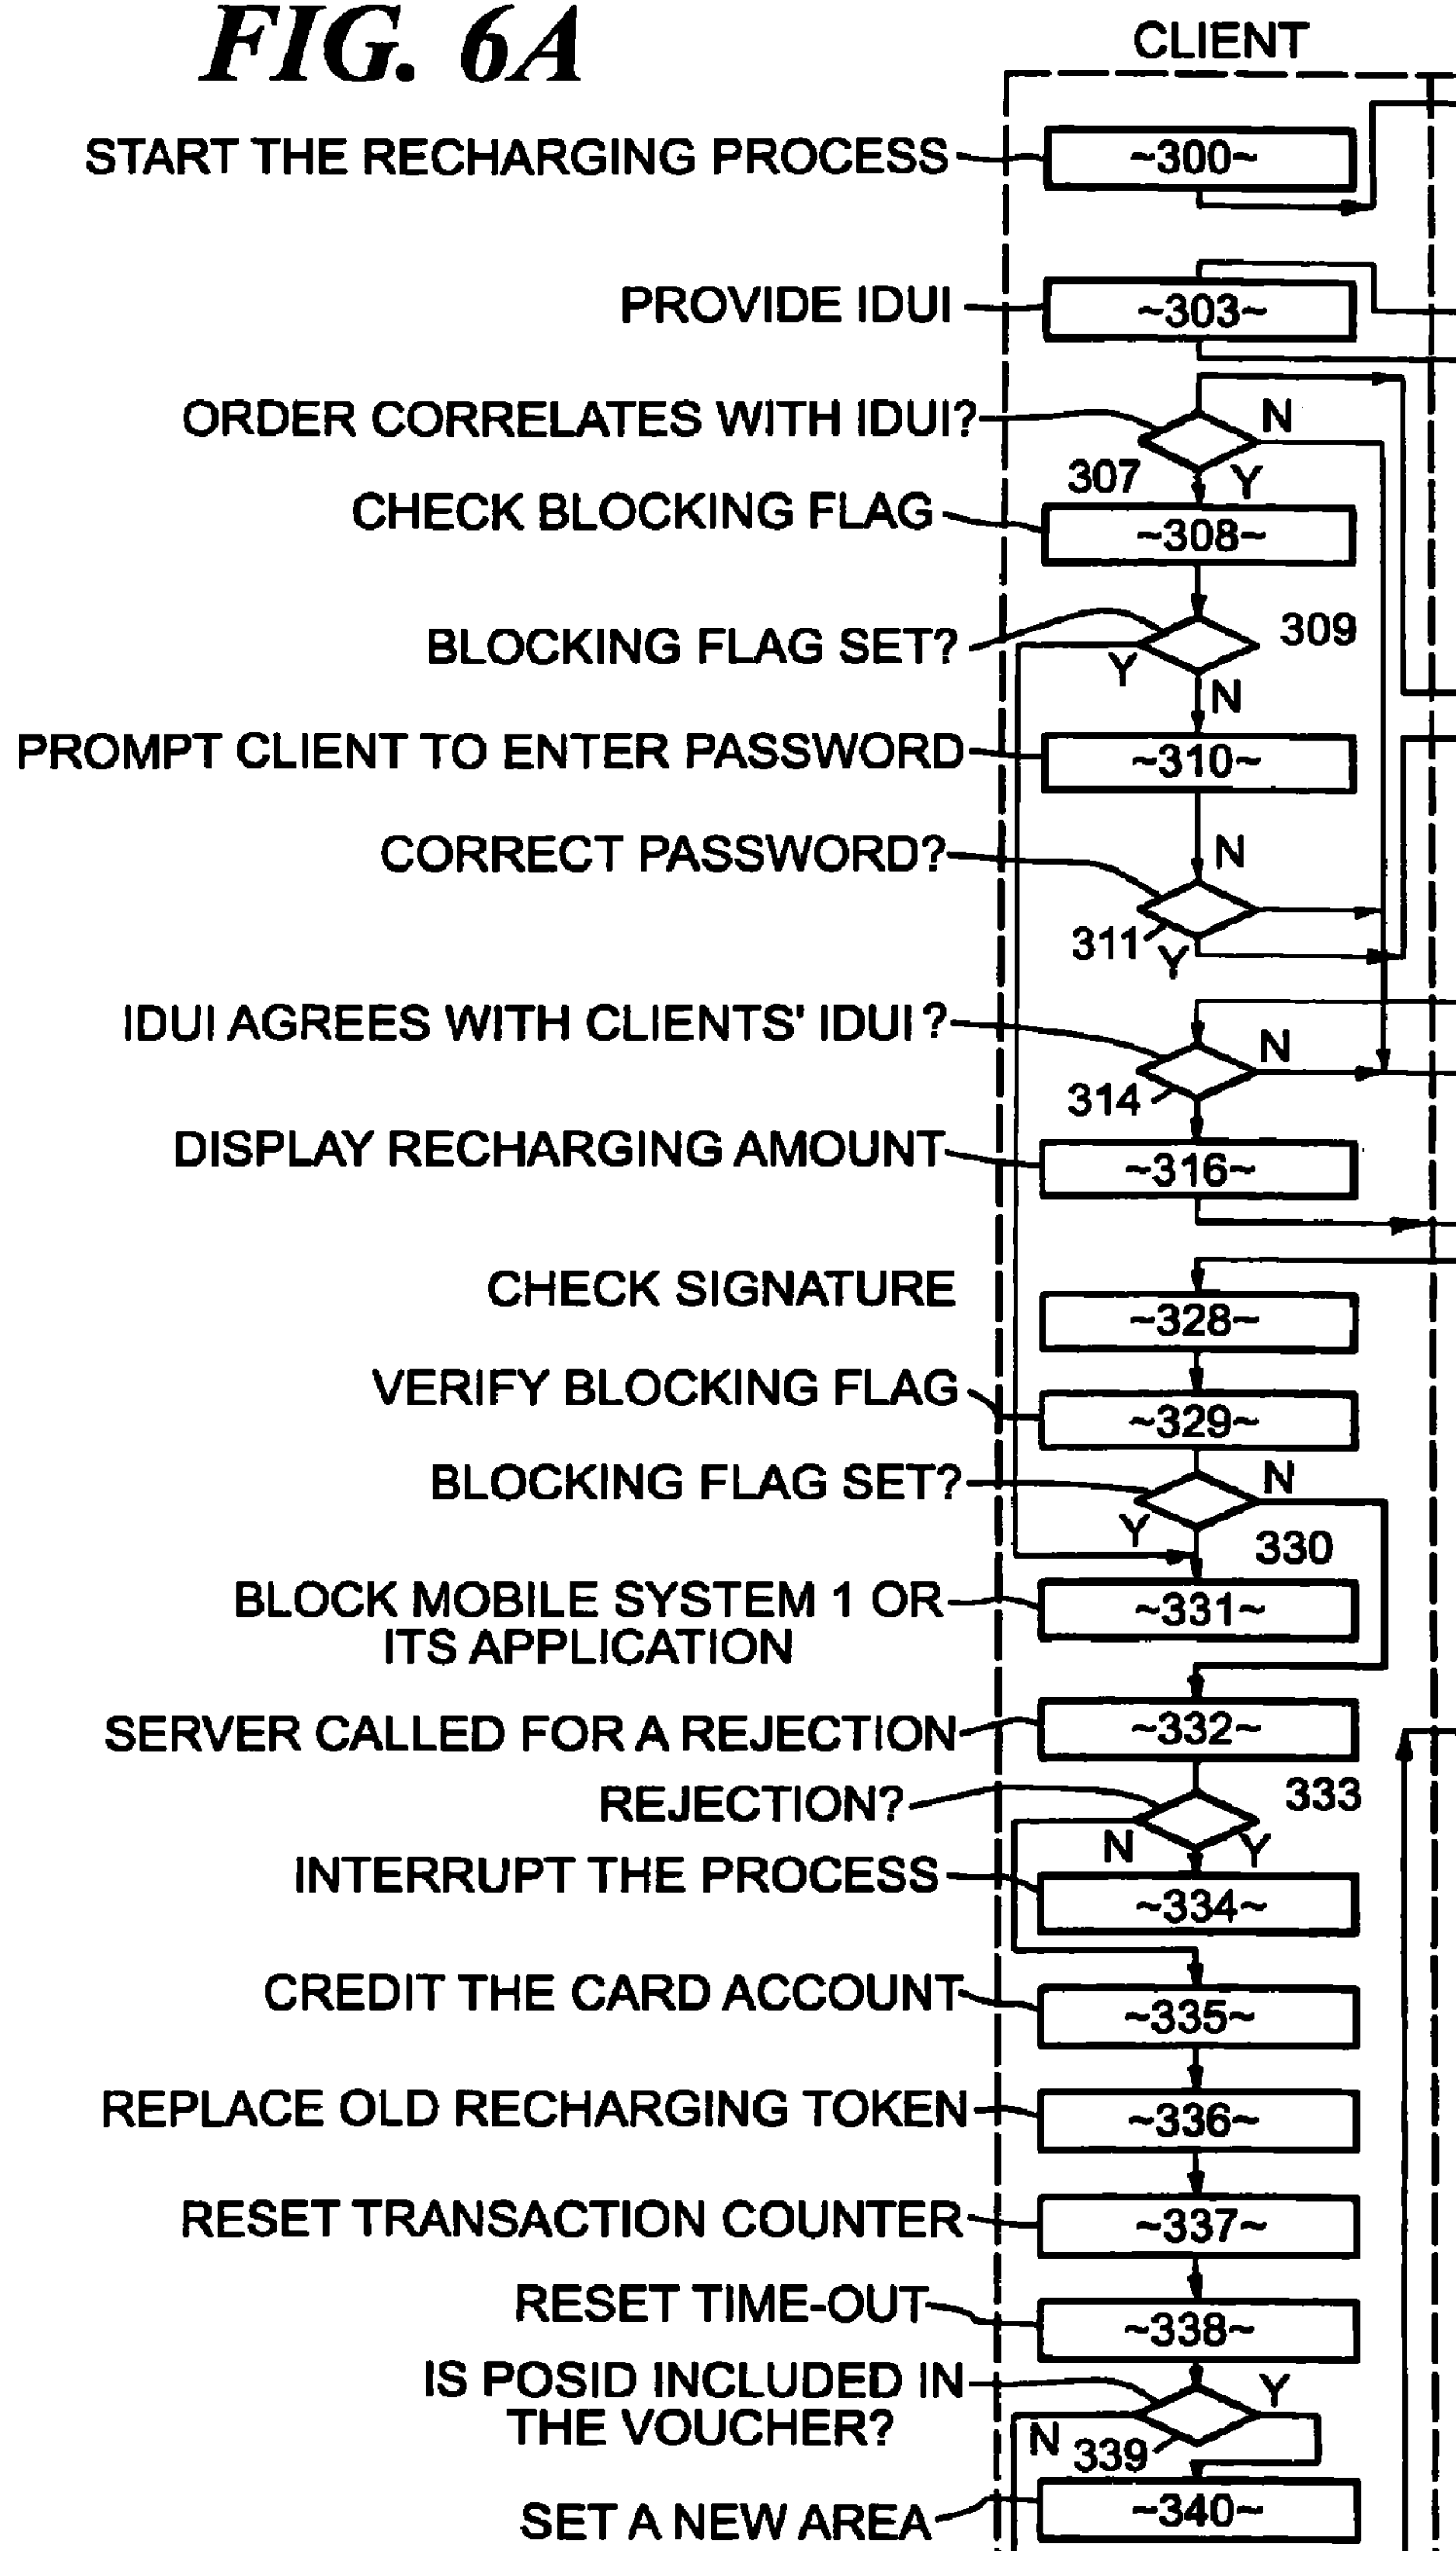 FIG. 6A
CLIENT
START THE RECHARGING PROCESS
~300~
PROVIDE IDUI
~303~
ORDER CORRELATES WITH IDUI?
N
307
Y
CHECK BLOCKING FLAG
~308~
BLOCKING FLAG SET?
309
Y
N
PROMPT CLIENT TO ENTER PASSWORD
~310~
CORRECT PASSWORD?
N
311
Y
IDUI AGREES WITH CLIENTS' IDUI ?
N
314
DISPLAY RECHARGING AMOUNT
~316~
CHECK SIGNATURE
~328~
VERIFY BLOCKING FLAG
~329~
BLOCKING FLAG SET?
N
Y
330
BLOCK MOBILE SYSTEM 1 OR
ITS APPLICATION
~331~
SERVER CALLED FOR A REJECTION
~332~
REJECTION?
333
N
Y
INTERRUPT THE PROCESS
~334~
CREDIT THE CARD ACCOUNT
~335~
REPLACE OLD RECHARGING TOKEN
~336~
RESET TRANSACTION COUNTER
~337~
RESET TIME-OUT
~338~
IS POSID INCLUDED IN
THE VOUCHER?
Y
N
339
SET A NEW AREA
~340~